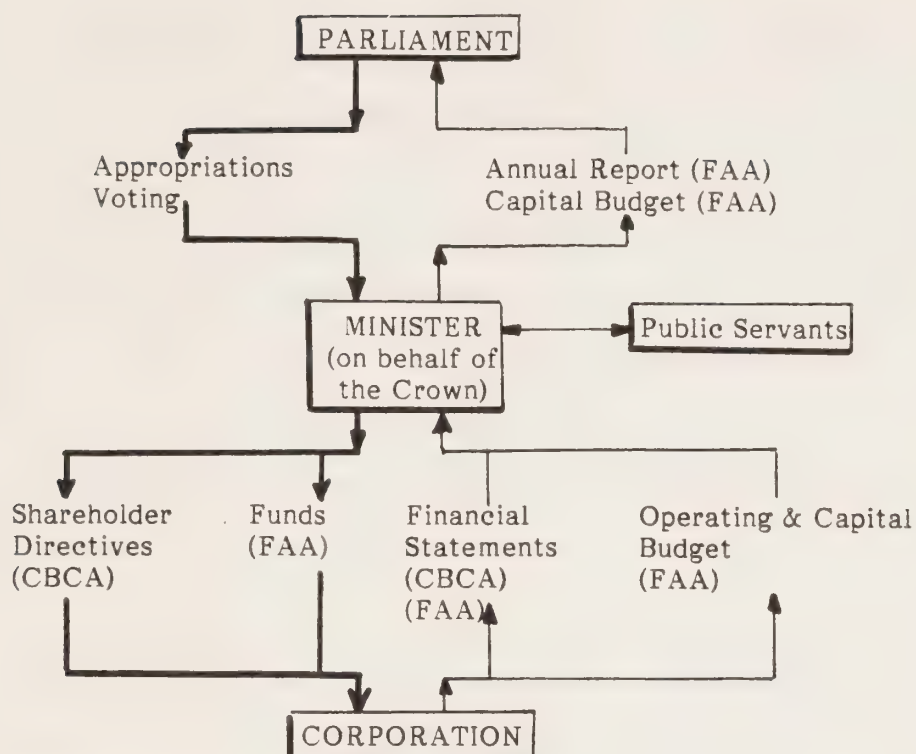 PARLIAMENT
Appropriations
Voting
Annual Report (FAA)
Capital Budget (FAA)
MINISTER
(on behalf of
the Crown)
Public Servants
Shareholder
Directives
(CBCA)
Funds
(FAA)
Financial
Statements
(CBCA)
(FAA)
Operating & Capital
Budget
(FAA)
CORPORATION